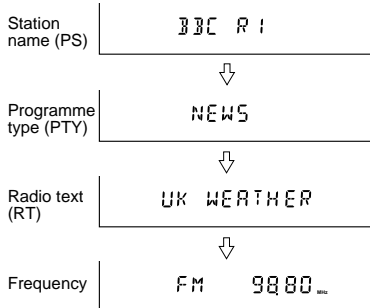 Station
name (PS)
BBC R1
Programme
type (PTY)
NEWS
Radio text
(RT)
UK WEATHER
Frequency
FM 98.80 MHz